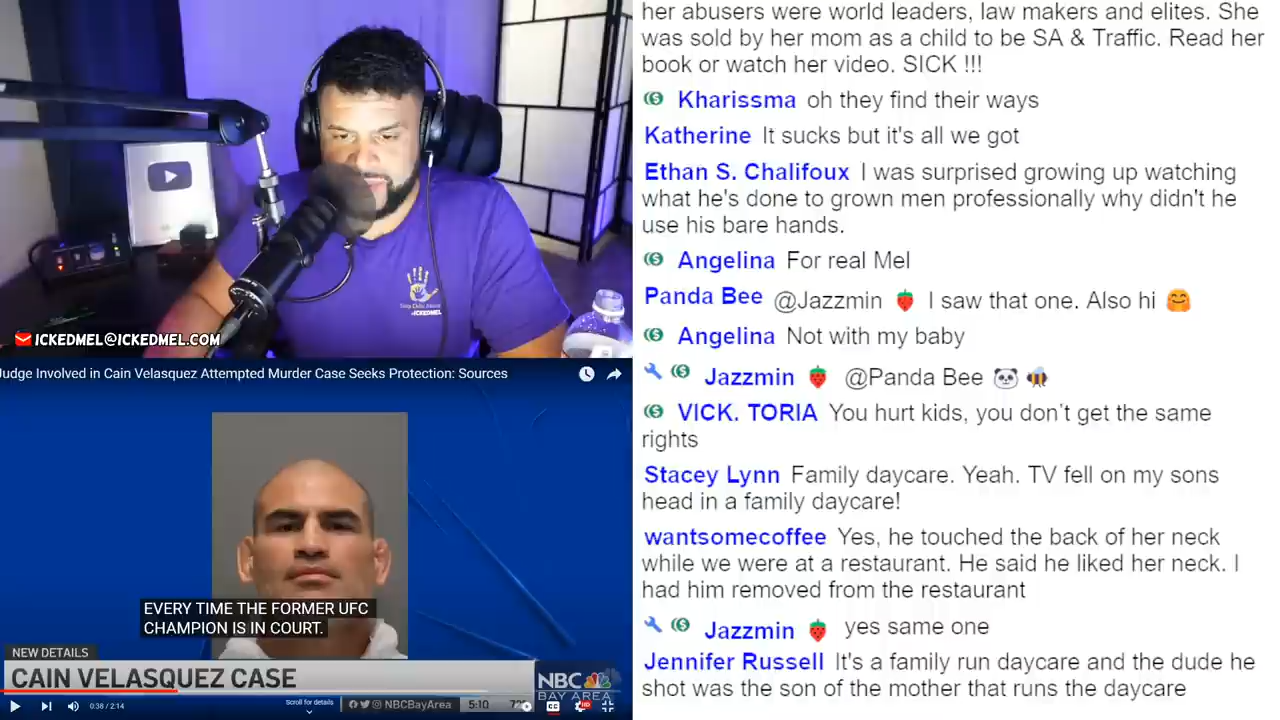 ICKEDMEL@ICKEDMEL.COM
Judge Involved in Cain Velasquez Attempted Murder Case Seeks Protection: Sources
EVERY TIME THE FORMER UFC
CHAMPION IS IN COURT.
NEW DETAILS
CAIN VELASQUEZ CASE
NBC
BAY AREA
0:38 / 2:14
Scroll for details
NBCBayArea
5:10
CC
HD
her abusers were world leaders, law makers and elites. She
was sold by her mom as a child to be SA & Traffic. Read her
book or watch her video. SICK !!!
Kharissma oh they find their ways
Katherine It sucks but it's all we got
Ethan S. Chalifoux I was surprised growing up watching
what he's done to grown men professionally why didn't he
use his bare hands.
Angelina For real Mel
Panda Bee @Jazzmin 🍓 I saw that one. Also hi 🤗
Angelina Not with my baby
Jazzmin 🍓 @Panda Bee 🐼 🐝
VICK. TORIA You hurt kids, you don't get the same
rights
Stacey Lynn Family daycare. Yeah. TV fell on my sons
head in a family daycare!
wantsomecoffee Yes, he touched the back of her neck
while we were at a restaurant. He said he liked her neck. I
had him removed from the restaurant
Jazzmin 🍓 yes same one
Jennifer Russell It's a family run daycare and the dude he
shot was the son of the mother that runs the daycare